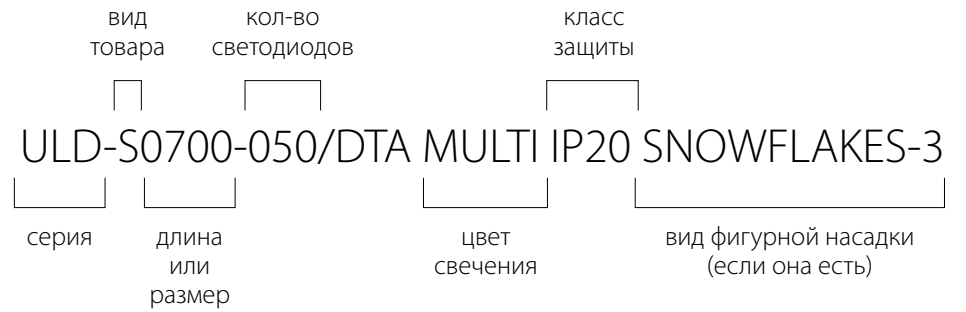 вид
товара
кол-во
светодиодов
класс
защиты
ULD-S0700-050/DTA MULTI IP20 SNOWFLAKES-3
серия
длина
или
размер
цвет
свечения
вид фигурной насадки
(если она есть)